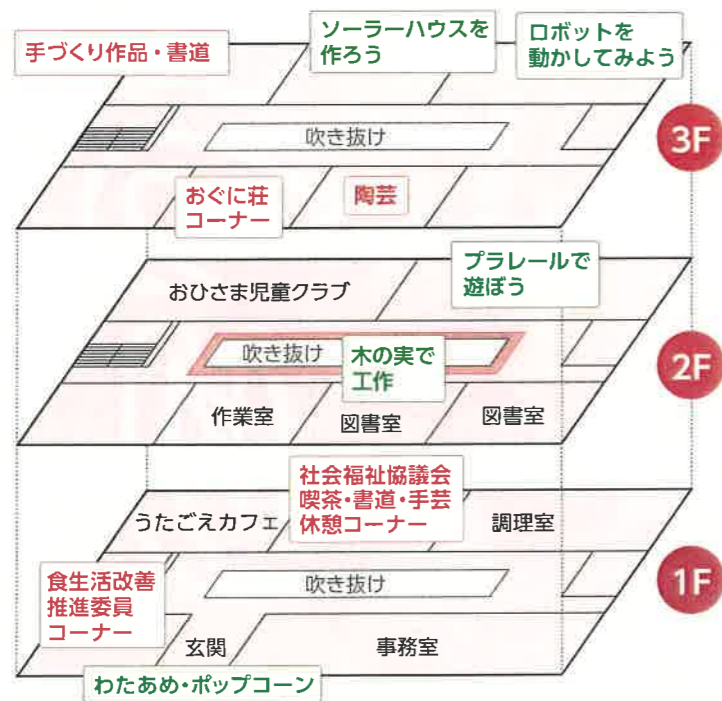 手づくり作品・書道
ソーラーハウスを
作ろう
ロボットを
動かしてみよう
吹き抜け
3F
おぐに荘
コーナー
陶芸
おひさま児童クラブ
プラレールで
遊ぼう
吹き抜け
木の実で
工作
2F
作業室
図書室
図書室
うたごえカフェ
社会福祉協議会
喫茶・書道・手芸
休憩コーナー
調理室
食生活改善
推進委員
コーナー
吹き抜け
1F
玄関
事務室
わたあめ・ポップコーン